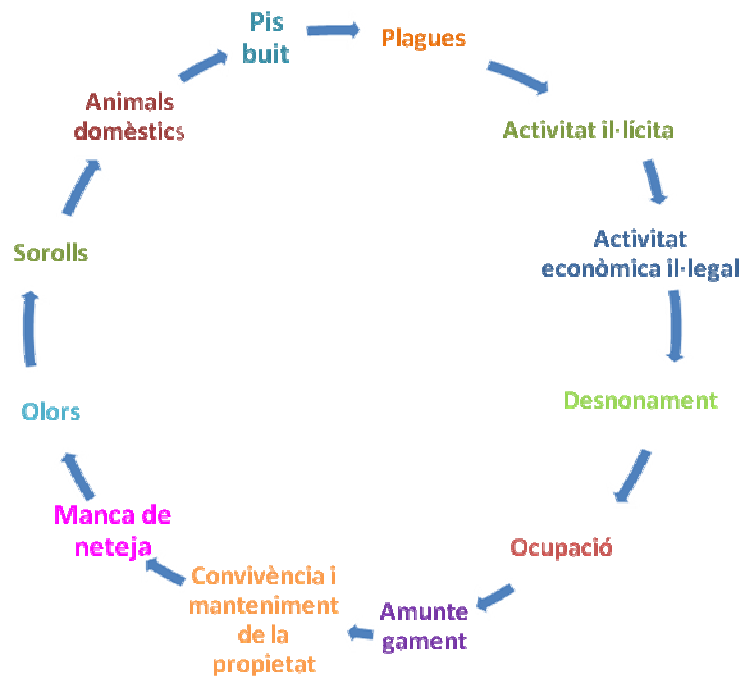 Pis
buit
Plagues
Activitat il·lícita
Activitat
econòmica il·legal
Desnonament
Ocupació
Amunte
gament
Convivència i
manteniment
de la
propietat
Manca de
neteja
Olors
Sorolls
Animals
domèstics